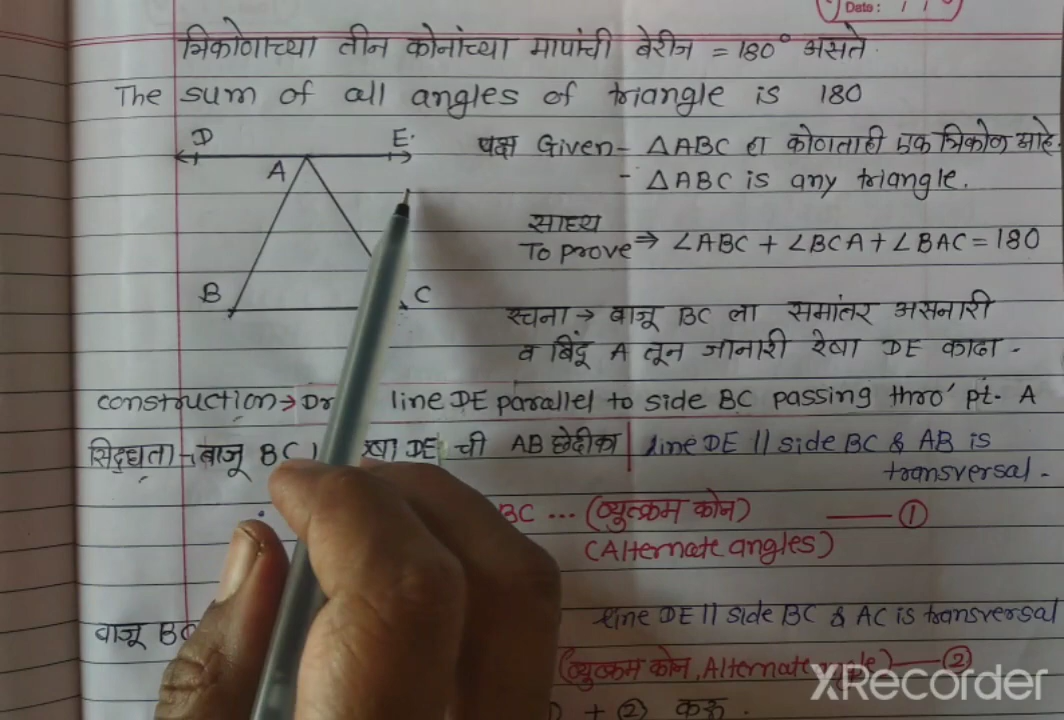 Date: / /
त्रिकोणाच्या तीन कोनांच्या मापांची बेरीज = 180° असते.
The sum of all angles of triangle is 180
D E
A
B C
पक्ष Given - △ABC हा कोणताही एक त्रिकोण आहे.
- △ABC is any triangle.
साध्य
To prove ⇒ ∠ABC + ∠BCA + ∠BAC = 180
रचना → बाजू BC ला समांतर असनारी
व बिंदू A तून जानारी रेषा DE काढा.
construction → Dr line DE parallel to side BC passing thro' pt. A
सिद्धता - बाजू BC । DE ची AB छेदीका | line DE || side BC & AB is
transversal.
BC ... (व्युत्क्रम कोन) —— ①
(Alternate angles)
बाजू BC line DE || side BC & AC is transversal
(व्युत्क्रम कोन, Alternate angle) — ②
+ ② करू.
XRecorder